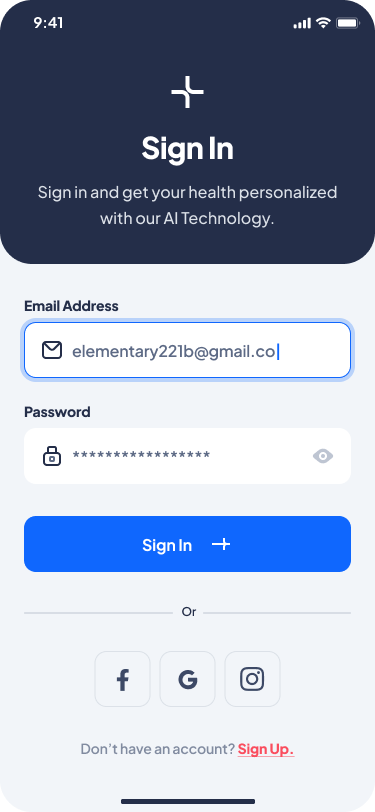 9:41
Sign In
Sign in and get your health personalized
with our AI Technology.
Email Address
elementary221b@gmail.co
Password
*****************
Sign In
Or
Don't have an account? Sign Up.